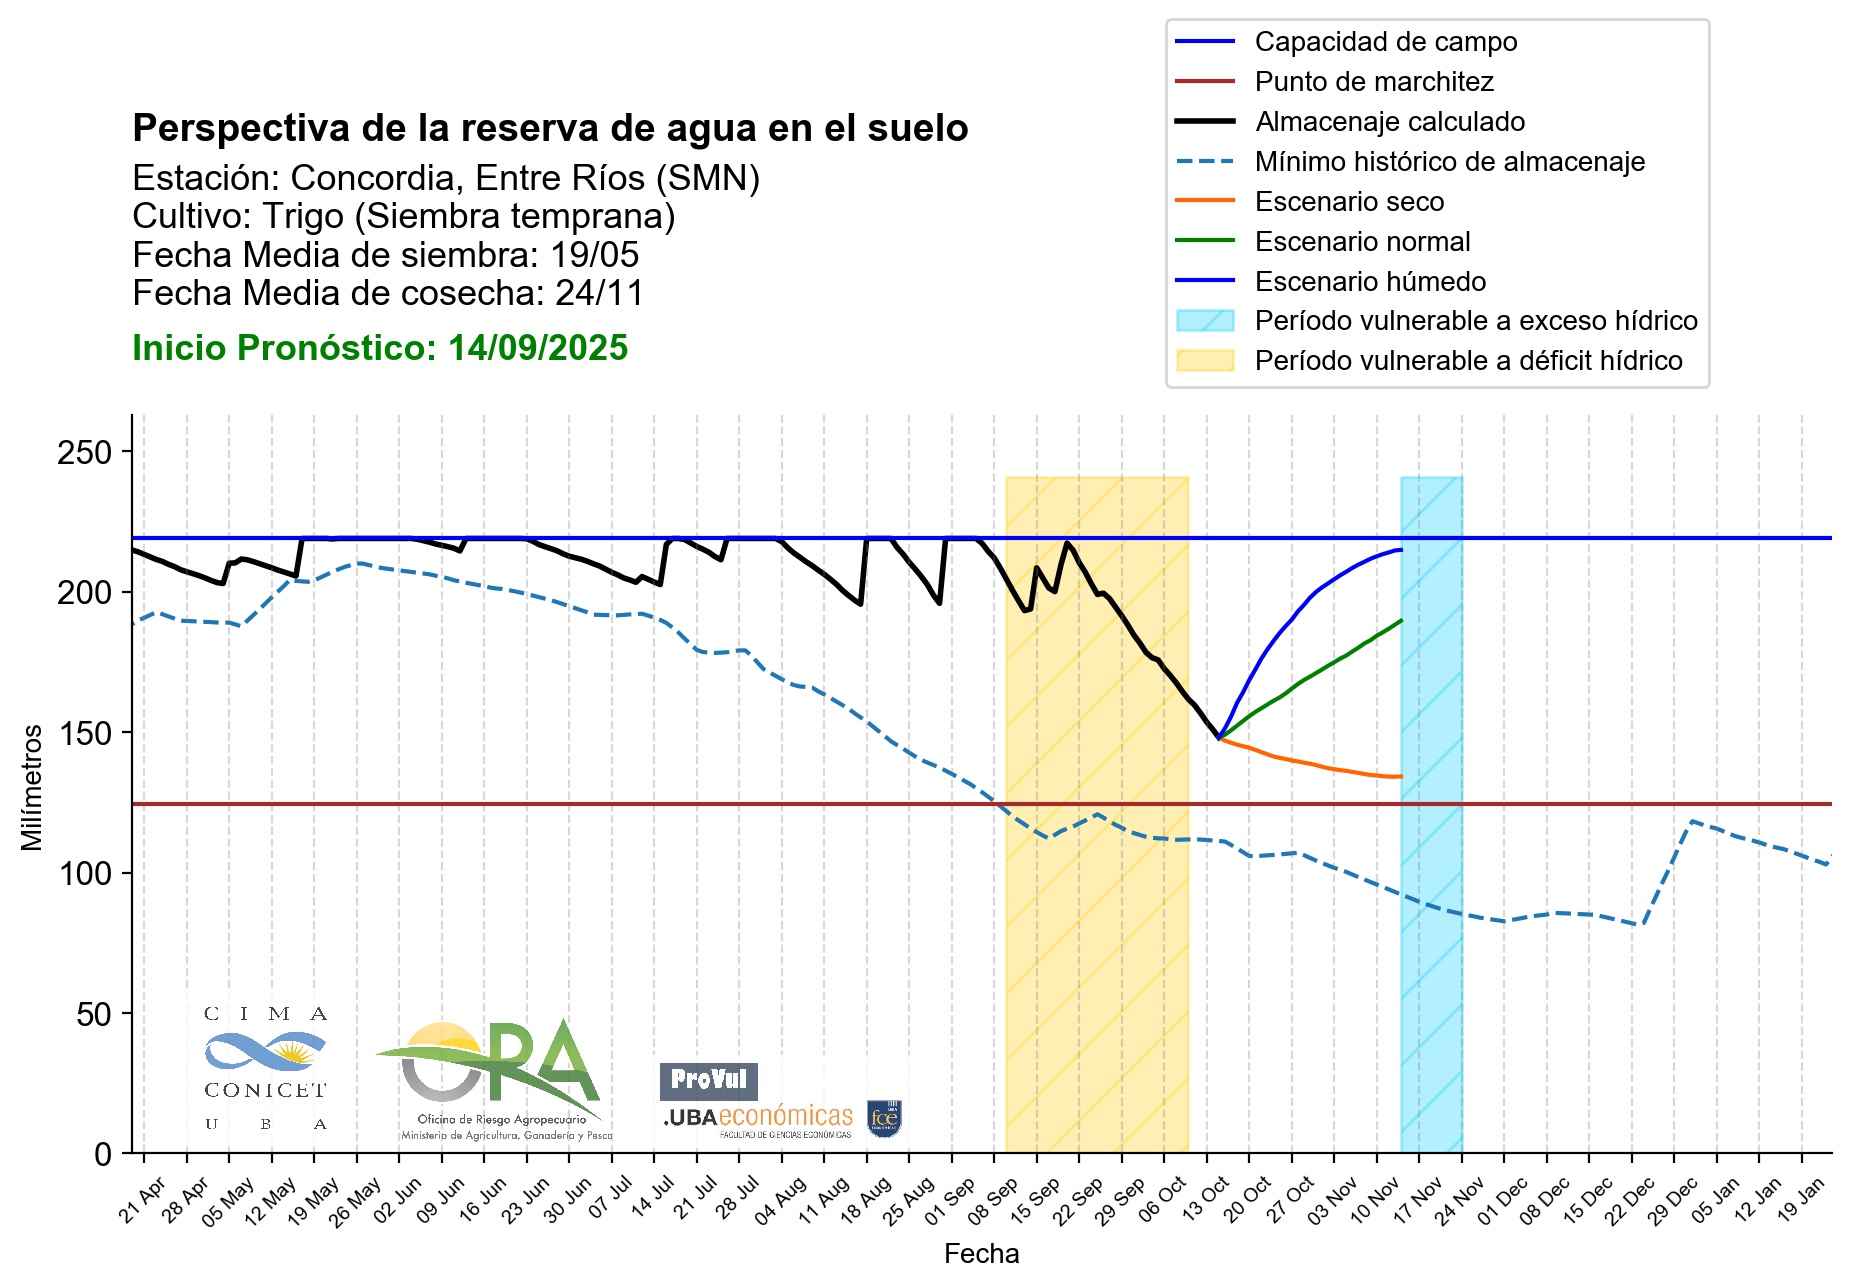 Capacidad de campo
Punto de marchitez
Almacenaje calculado
Mínimo histórico de almacenaje
Escenario seco
Escenario normal
Escenario húmedo
Período vulnerable a exceso hídrico
Período vulnerable a déficit hídrico
Perspectiva de la reserva de agua en el suelo
Estación: Concordia, Entre Ríos (SMN)
Cultivo: Trigo (Siembra temprana)
Fecha Media de siembra: 19/05
Fecha Media de cosecha: 24/11
Inicio Pronóstico: 14/09/2025
250
200
150
100
50
0
Milímetros
CIMA
CONICET
UBA
ORA
Oficina de Riesgo Agropecuario
Ministerio de Agricultura, Ganadería y Pesca
ProVul
.UBAeconómicas
FACULTAD DE CIENCIAS ECONÓMICAS
UBA
fce
ECONÓMICAS
21 Apr
28 Apr
05 May
12 May
19 May
26 May
02 Jun
09 Jun
16 Jun
23 Jun
30 Jun
07 Jul
14 Jul
21 Jul
28 Jul
04 Aug
11 Aug
18 Aug
25 Aug
01 Sep
08 Sep
15 Sep
22 Sep
29 Sep
06 Oct
13 Oct
20 Oct
27 Oct
03 Nov
10 Nov
17 Nov
24 Nov
01 Dec
08 Dec
15 Dec
22 Dec
29 Dec
05 Jan
12 Jan
19 Jan
Fecha